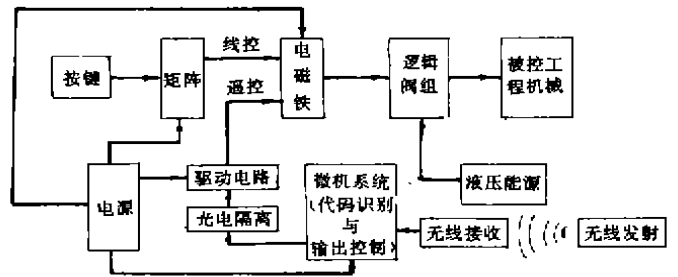 按键
矩阵
线控
遥控
电
磁
铁
逻辑
阀组
被控工
程机械
电源
驱动电路
光电隔离
微机系统
(代码识别
与
输出控制)
液压能源
无线接收
无线发射